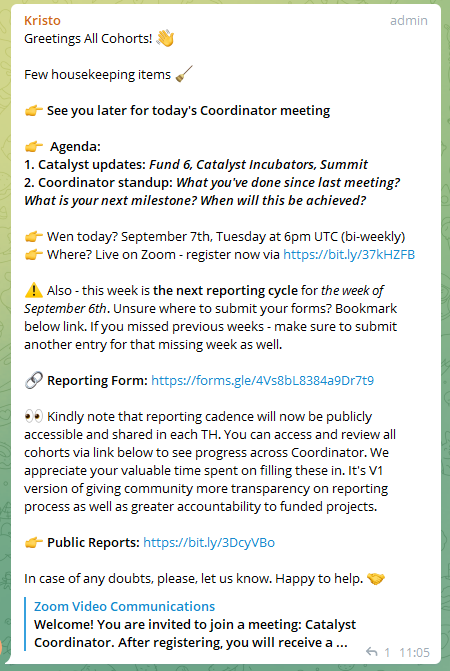 Kristo admin
Greetings All Cohorts! 👋
Few housekeeping items 🧹
👉 See you later for today's Coordinator meeting
👉 Agenda:
1. Catalyst updates: Fund 6, Catalyst Incubators, Summit
2. Coordinator standup: What you've done since last meeting?
What is your next milestone? When will this be achieved?
👉 Wen today? September 7th, Tuesday at 6pm UTC (bi-weekly)
👉 Where? Live on Zoom - register now via https://bit.ly/37kHZFB
⚠️ Also - this week is the next reporting cycle for the week of
September 6th. Unsure where to submit your forms? Bookmark
below link. If you missed previous weeks - make sure to submit
another entry for that missing week as well.
🔗 Reporting Form: https://forms.gle/4Vs8bL8384a9Dr7t9
👀 Kindly note that reporting cadence will now be publicly
accessible and shared in each TH. You can access and review all
cohorts via link below to see progress across Coordinator. We
appreciate your valuable time spent on filling these in. It's V1
version of giving community more transparency on reporting
process as well as greater accountability to funded projects.
👉 Public Reports: https://bit.ly/3DcyVBo
In case of any doubts, please, let us know. Happy to help. 🤝
Zoom Video Communications
Welcome! You are invited to join a meeting: Catalyst
Coordinator. After registering, you will receive a ...
1 11:05